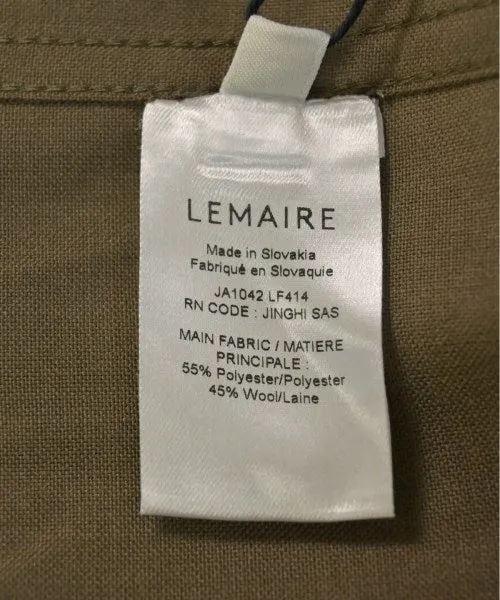 LEMAIRE
Made in Slovakia
Fabriqué en Slovaquie
JA1042 LF414
RN CODE : JINGHI SAS
MAIN FABRIC / MATIERE
PRINCIPALE :
55% Polyester/Polyester
45% Wool/Laine